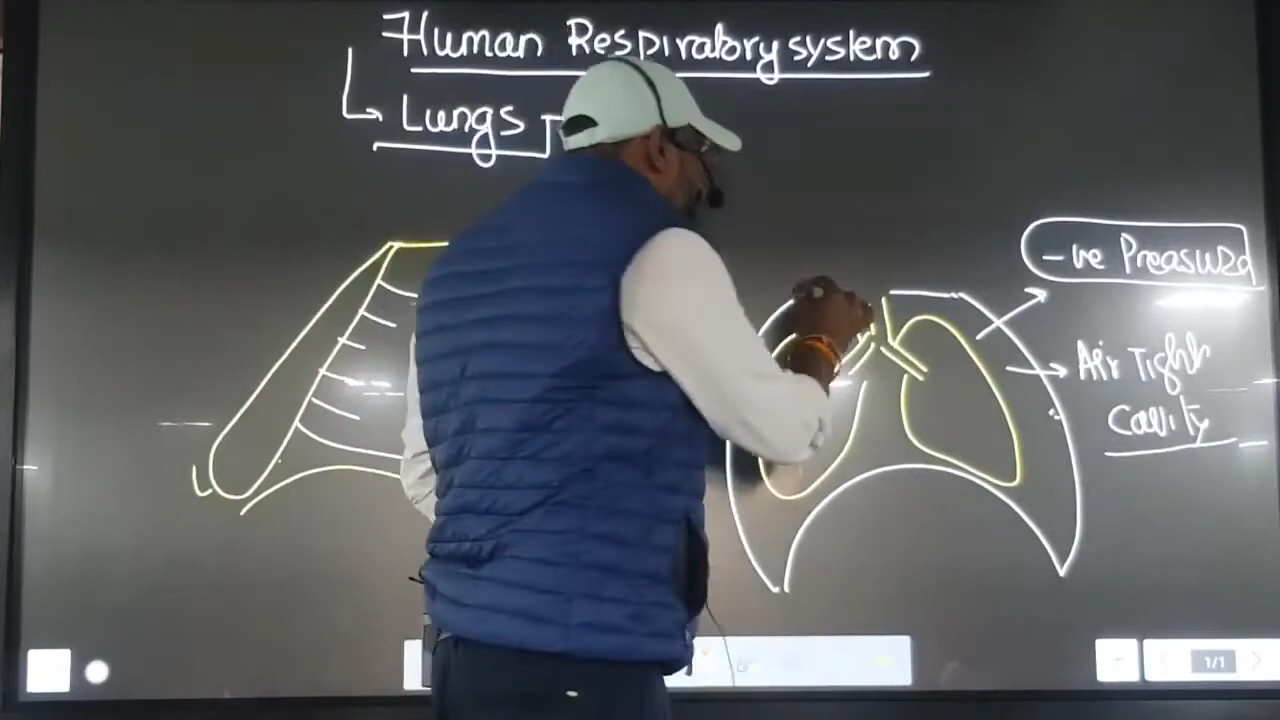 Human Respiratory system
Lungs
-ve Preasure
Air Tight
Cavity
1/1